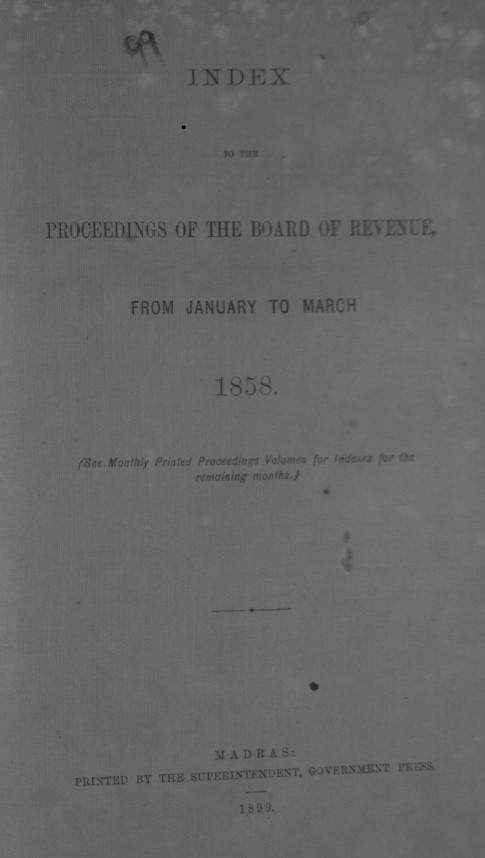 99
INDEX
TO THE
PROCEEDINGS OF THE BOARD OF REVENUE,
FROM JANUARY TO MARCH
1858.
(See Monthly Printed Proceedings Volumes for Indexes for the
remaining months.)
MADRAS:
PRINTED BY THE SUPERINTENDENT, GOVERNMENT PRESS.
1899.